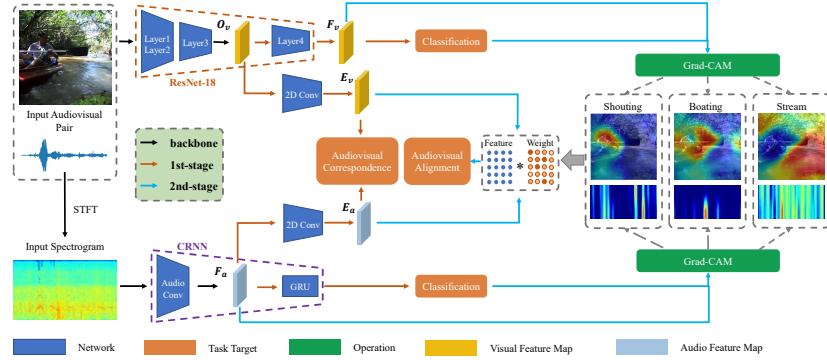 Layer1
Layer2
Layer3
O_v
Layer4
F_v
Classification
ResNet-18
Grad-CAM
Input Audiovisual
Pair
2D Conv
E_v
Shouting
Boating
Stream
backbone
1st-stage
2nd-stage
Audiovisual
Correspondence
Audiovisual
Alignment
Feature
Weight
*
STFT
2D Conv
E_a
Input Spectrogram
CRNN
Audio
Conv
F_a
GRU
Classification
Grad-CAM
Network
Task Target
Operation
Visual Feature Map
Audio Feature Map